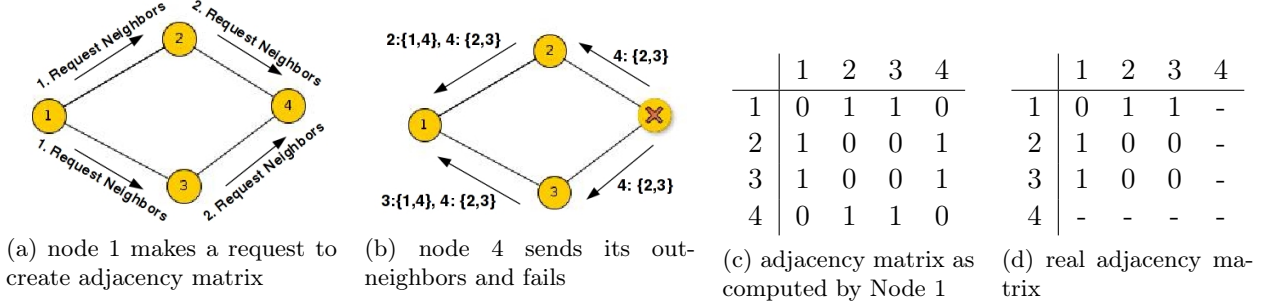 1. Request Neighbors
2. Request Neighbors
2
1
4
3
1. Request Neighbors
2. Request Neighbors
(a) node 1 makes a request to
create adjacency matrix
2:{1,4}, 4: {2,3}
4: {2,3}
2
1
3
3:{1,4}, 4: {2,3}
4: {2,3}
(b) node 4 sends its out-
neighbors and fails
1 2 3 4
1 0 1 1 0
2 1 0 0 1
3 1 0 0 1
4 0 1 1 0
(c) adjacency matrix as
computed by Node 1
1 2 3 4
1 0 1 1 -
2 1 0 0 -
3 1 0 0 -
4 - - - -
(d) real adjacency ma-
trix